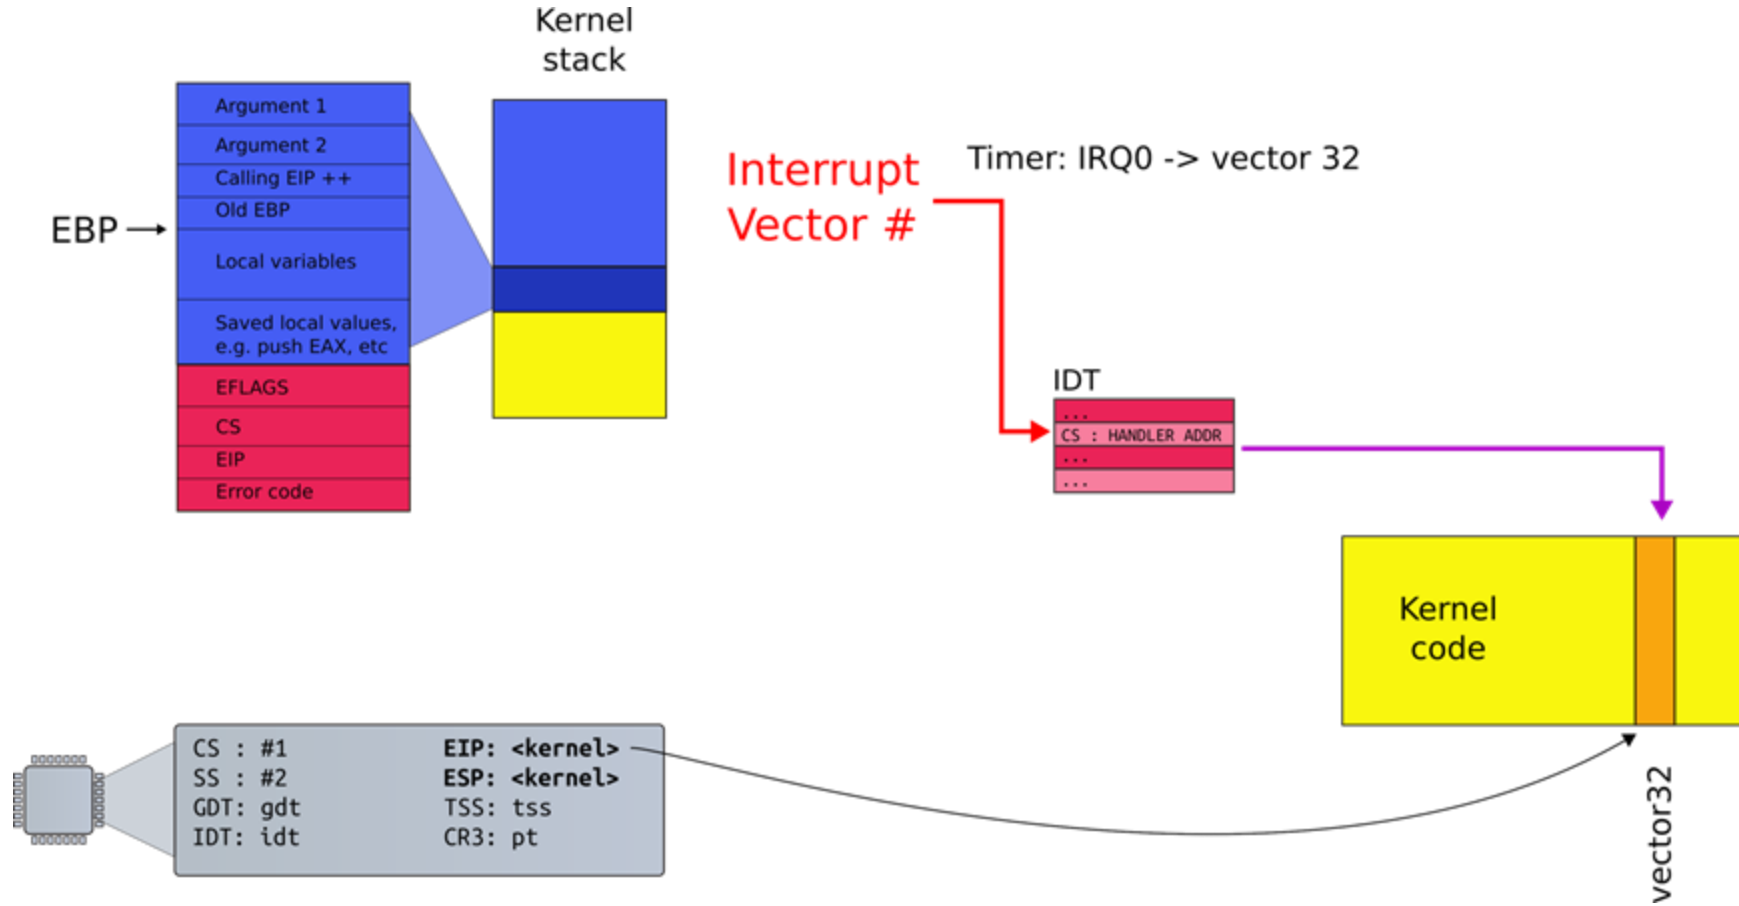 Kernel
stack
Argument 1
Argument 2
Calling EIP ++
Old EBP
EBP
Local variables
Saved local values,
e.g. push EAX, etc
EFLAGS
CS
EIP
Error code
Interrupt
Vector #
Timer: IRQ0 -> vector 32
IDT
...
CS : HANDLER ADDR
...
...
Kernel
code
vector32
CS : #1 EIP: <kernel>
SS : #2 ESP: <kernel>
GDT: gdt TSS: tss
IDT: idt CR3: pt